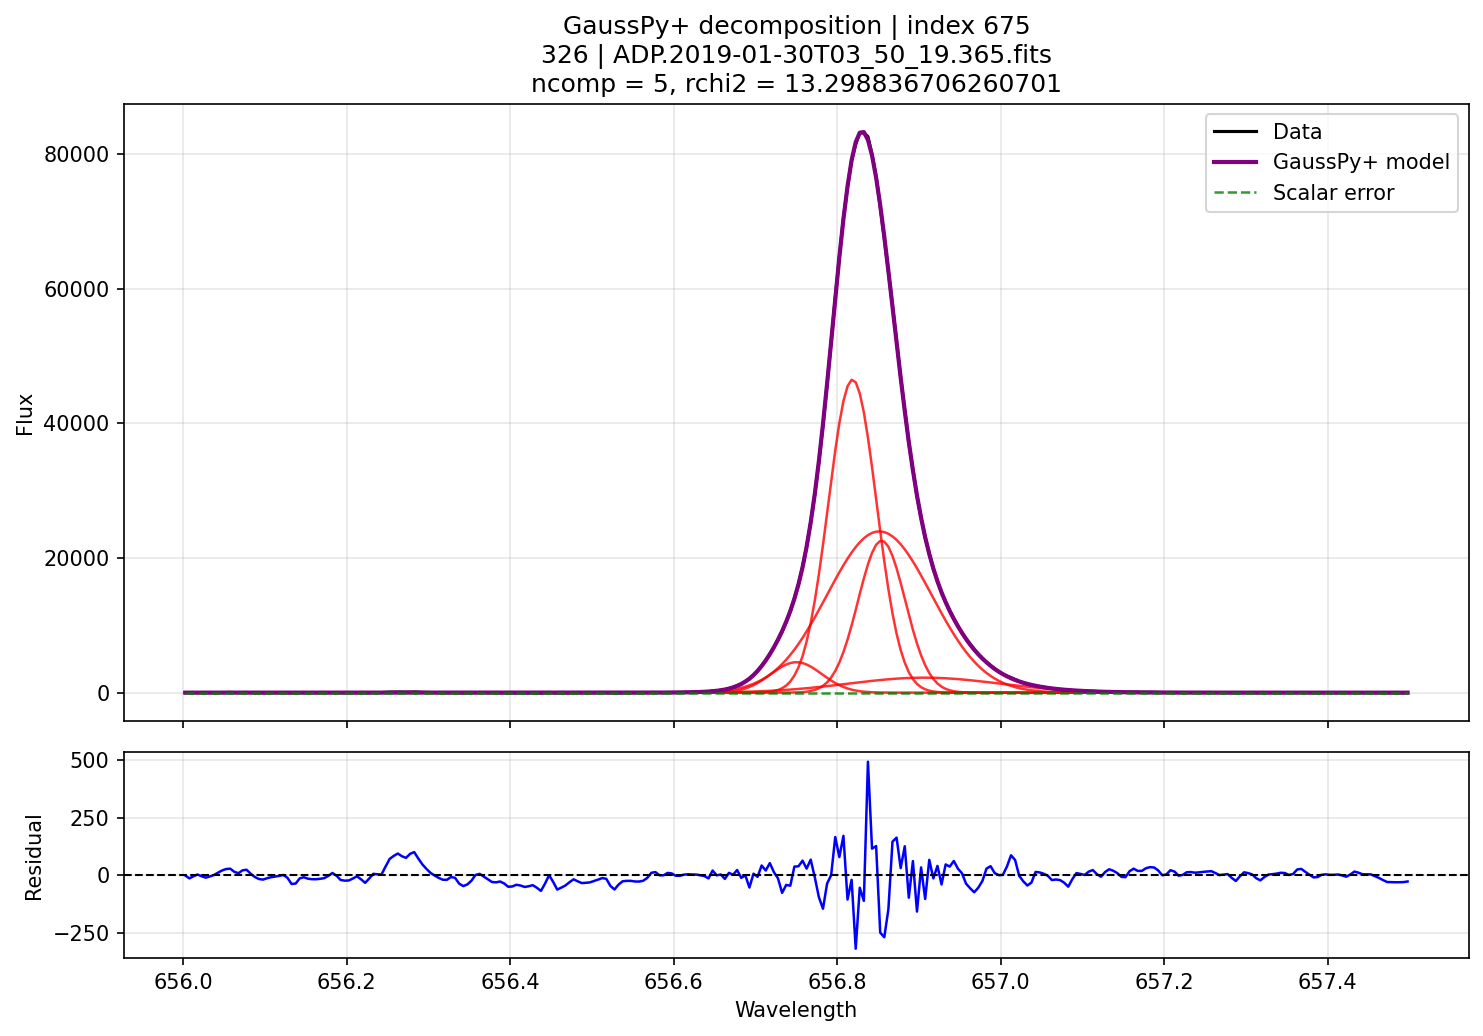 GaussPy+ decomposition | index 675
326 | ADP.2019-01-30T03_50_19.365.fits
ncomp = 5, rchi2 = 13.298836706260701
Data
GaussPy+ model
Scalar error
80000
60000
40000
20000
0
Flux
500
250
0
−250
Residual
656.0 656.2 656.4 656.6 656.8 657.0 657.2 657.4
Wavelength